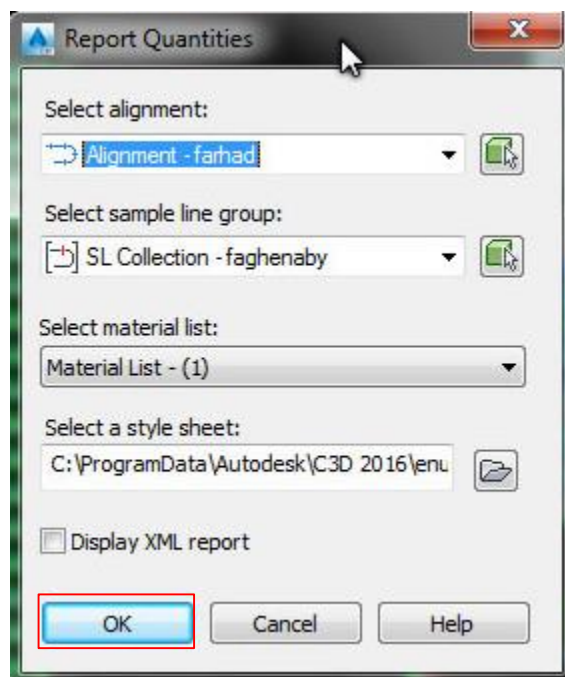 Report Quantities
Select alignment:
Alignment - farhad
Select sample line group:
SL Collection - faghenaby
Select material list:
Material List - (1)
Select a style sheet:
C:\ProgramData\Autodesk\C3D 2016\enu
Display XML report
OK Cancel Help